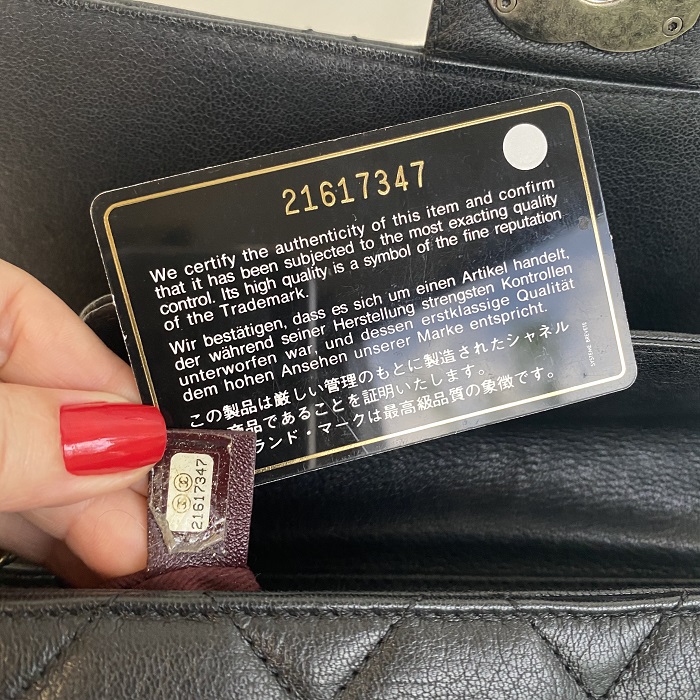 21617347
We certify the authenticity of this item and confirm
that it has been subjected to the most exacting quality
control. Its high quality is a symbol of the fine reputation
of the Trademark.
Wir bestätigen, dass es sich um einen Artikel handelt,
der während seiner Herstellung strengsten Kontrollen
unterworfen war, und dessen erstklassige Qualität
dem hohen Ansehen unserer Marke entspricht.
この製品は厳しい管理のもとに製造されたシャネル
商品であることを証明いたします。
ランド・マークは最高級品質の象徴です。
21617347